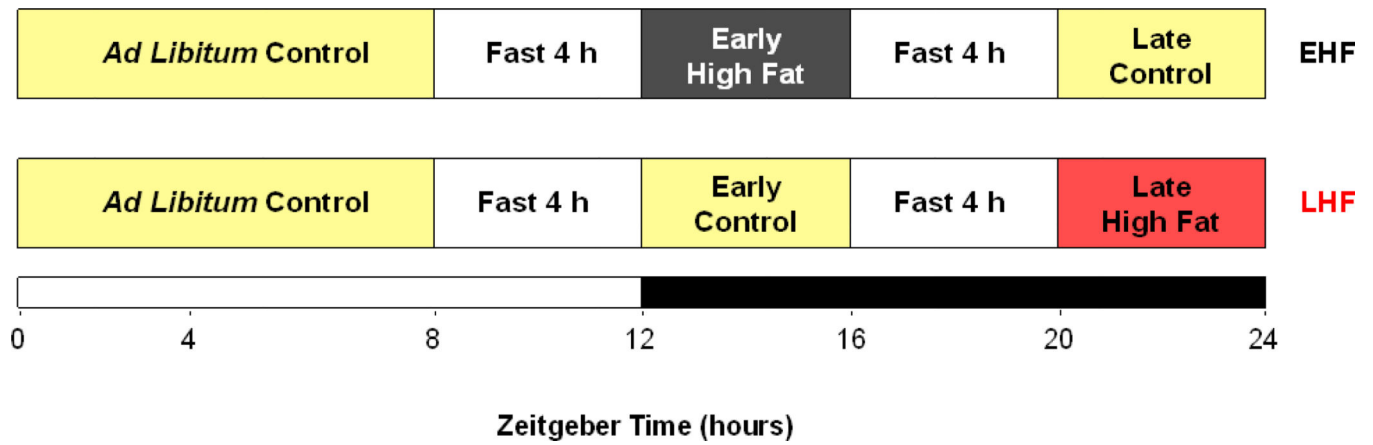 Ad Libitum Control
Fast 4 h
Early
High Fat
Fast 4 h
Late
Control
EHF
Ad Libitum Control
Fast 4 h
Early
Control
Fast 4 h
Late
High Fat
LHF
0 4 8 12 16 20 24
Zeitgeber Time (hours)